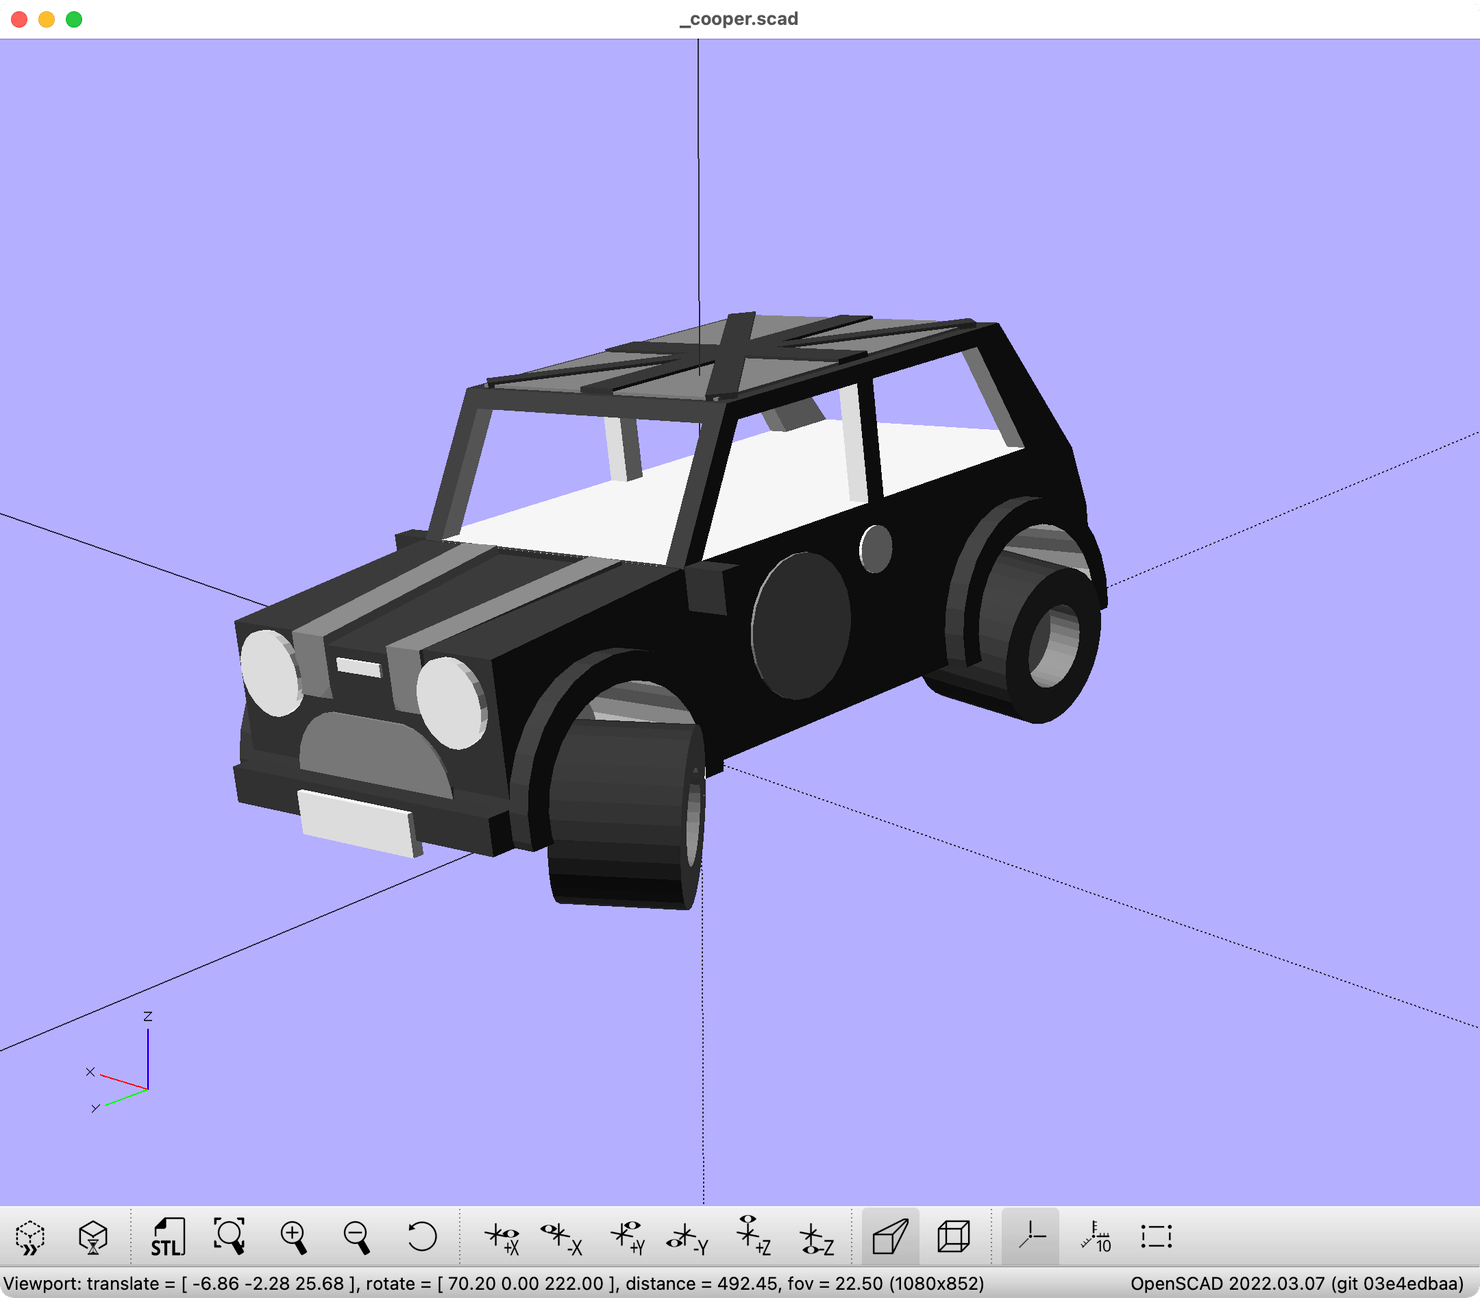 _cooper.scad
Z
X
Y
STL
+X
-X
+Y
-Y
+Z
-Z
10
Viewport: translate = [ -6.86 -2.28 25.68 ], rotate = [ 70.20 0.00 222.00 ], distance = 492.45, fov = 22.50 (1080x852)
OpenSCAD 2022.03.07 (git 03e4edbaa)